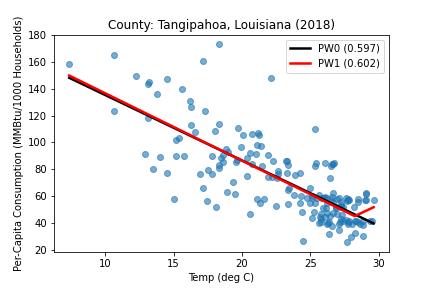 County: Tangipahoa, Louisiana (2018)
Per-Capita Consumption (MMBtu/1000 Households)
180
160
140
120
100
80
60
40
20
PW0 (0.597)
PW1 (0.602)
10
15
20
25
30
Temp (deg C)